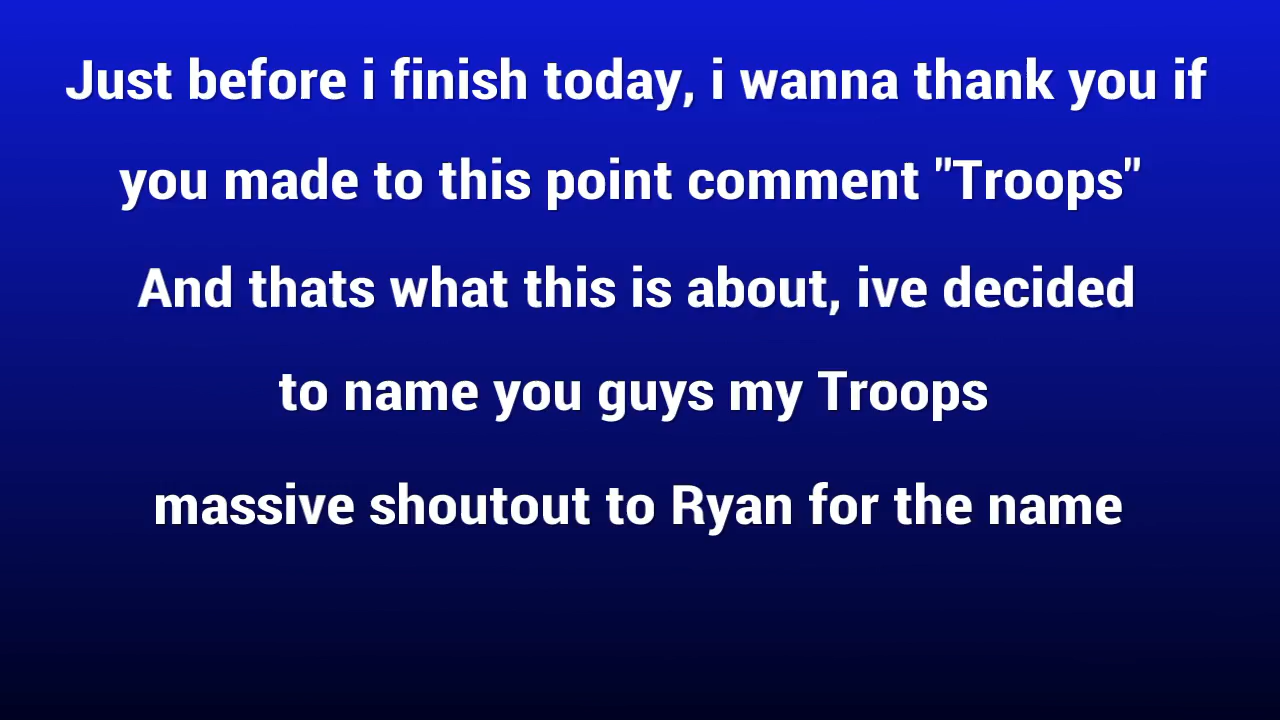 Just before i finish today, i wanna thank you if
you made to this point comment "Troops"
And thats what this is about, ive decided
to name you guys my Troops
massive shoutout to Ryan for the name